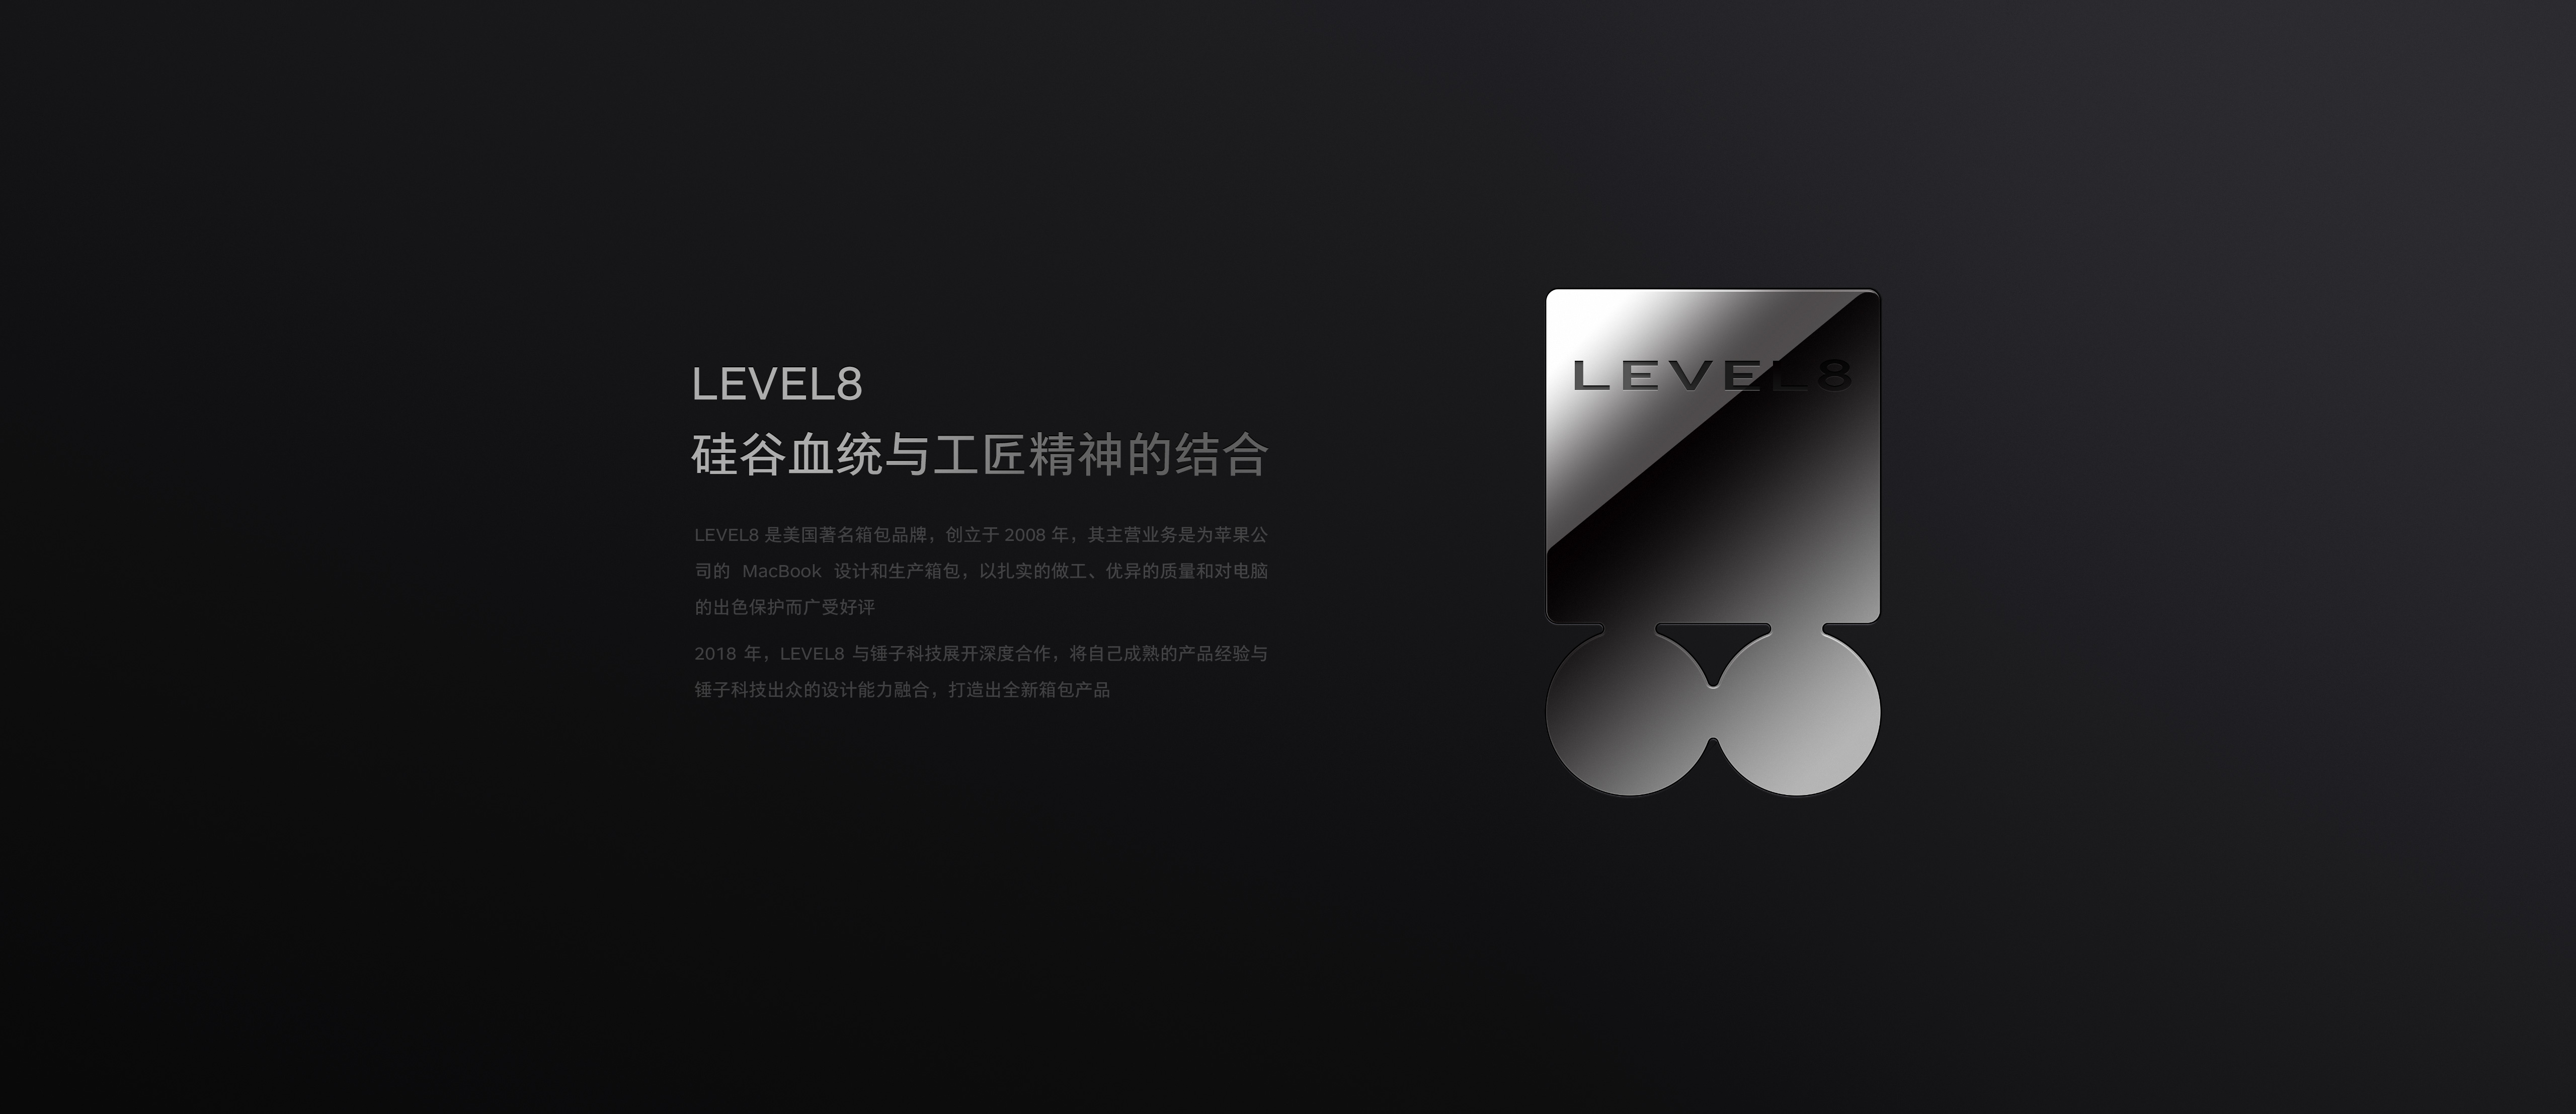 LEVEL8
硅谷血统与工匠精神的结合
LEVEL8 是美国著名箱包品牌，创立于 2008 年，其主营业务是为苹果公
司的 MacBook 设计和生产箱包，以扎实的做工、优异的质量和对电脑
的出色保护而广受好评
2018 年，LEVEL8 与锤子科技展开深度合作，将自己成熟的产品经验与
锤子科技出众的设计能力融合，打造出全新箱包产品
LEVEL8